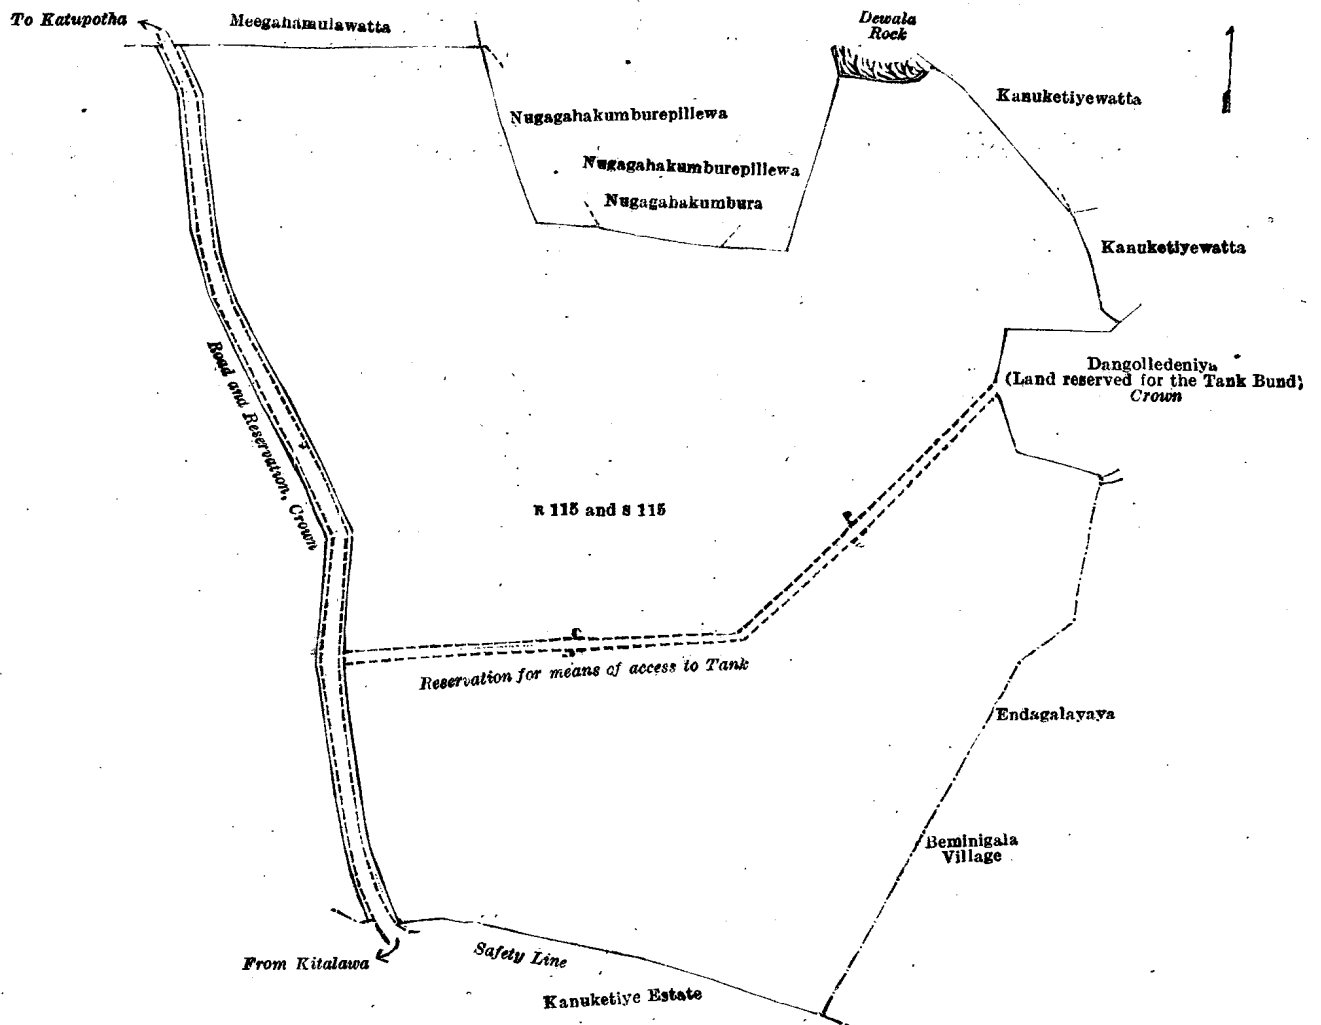 To Katupotha
Meegahamulawatta
Dewala
Rock
Kanuketiyewatta
Nugagahakumburepillewa
Nugagahakumburepillewa
Nugagahakumbura
Kanuketiyewatta
Road and Reservation, Crown
Dangolledeniya
(Land reserved for the Tank Bund)
Crown
R 115 and S 115
Reservation for means of access to Tank
Endagalayaya
Beminigala
Village
From Kitalawa
Safety Line
Kanuketiye Estate